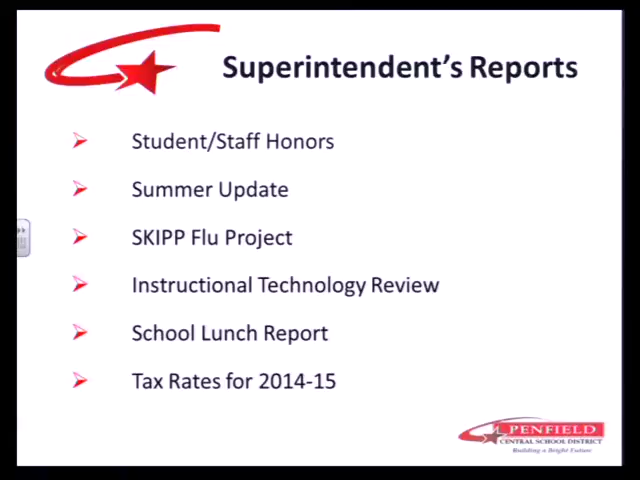 Superintendent's Reports
Student/Staff Honors
Summer Update
SKIPP Flu Project
Instructional Technology Review
School Lunch Report
Tax Rates for 2014-15
PENFIELD
CENTRAL SCHOOL DISTRICT
Building a Bright Future